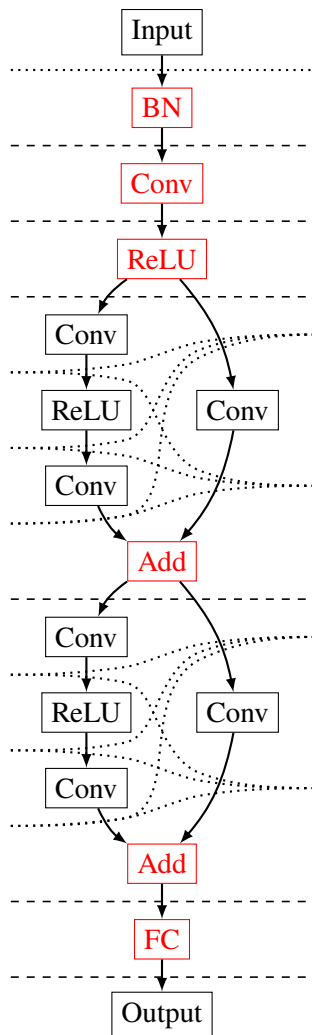 Input
BN
Conv
ReLU
Conv
ReLU
Conv
Conv
Add
Conv
ReLU
Conv
Conv
Add
FC
Output